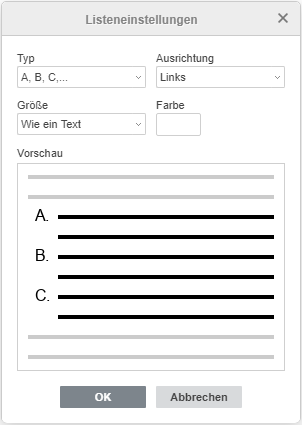 Listeneinstellungen
Typ Ausrichtung
A, B, C,... Links
Größe Farbe
Wie ein Text
Vorschau
A.
B.
C.
OK Abbrechen